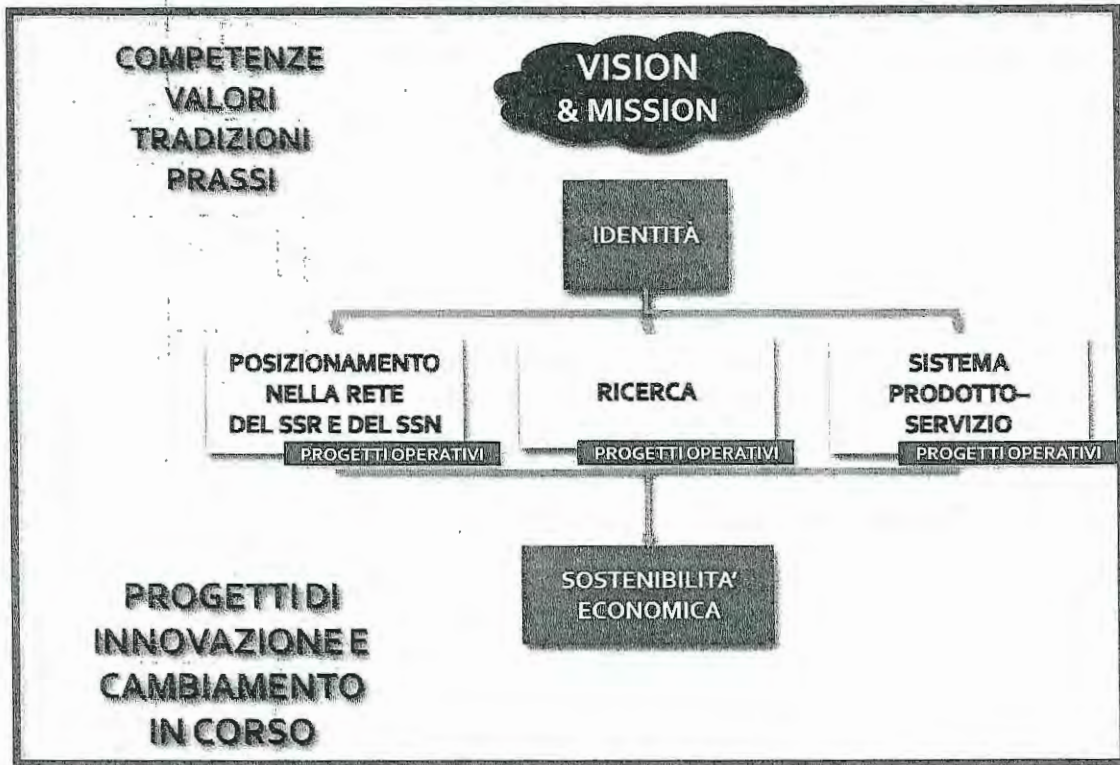 COMPETENZE
VALORI
TRADIZIONI
PRASSI
VISION
& MISSION
IDENTITÀ
POSIZIONAMENTO
NELLA RETE
DEL SSR E DEL SSN
PROGETTI OPERATIVI
RICERCA
PROGETTI OPERATIVI
SISTEMA
PRODOTTO–
SERVIZIO
PROGETTI OPERATIVI
SOSTENIBILITA'
ECONOMICA
PROGETTI DI
INNOVAZIONE E
CAMBIAMENTO
IN CORSO